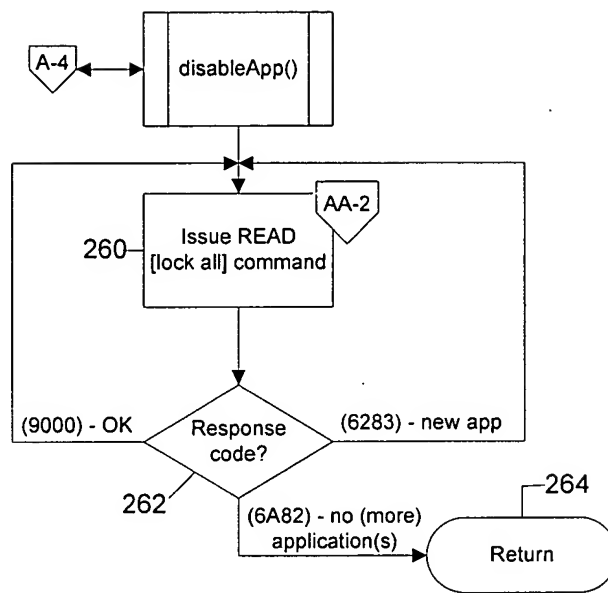 A-4
disableApp()
AA-2
Issue READ
[lock all] command
260
(9000) - OK
Response
code?
(6283) - new app
262
(6A82) - no (more)
application(s)
264
Return